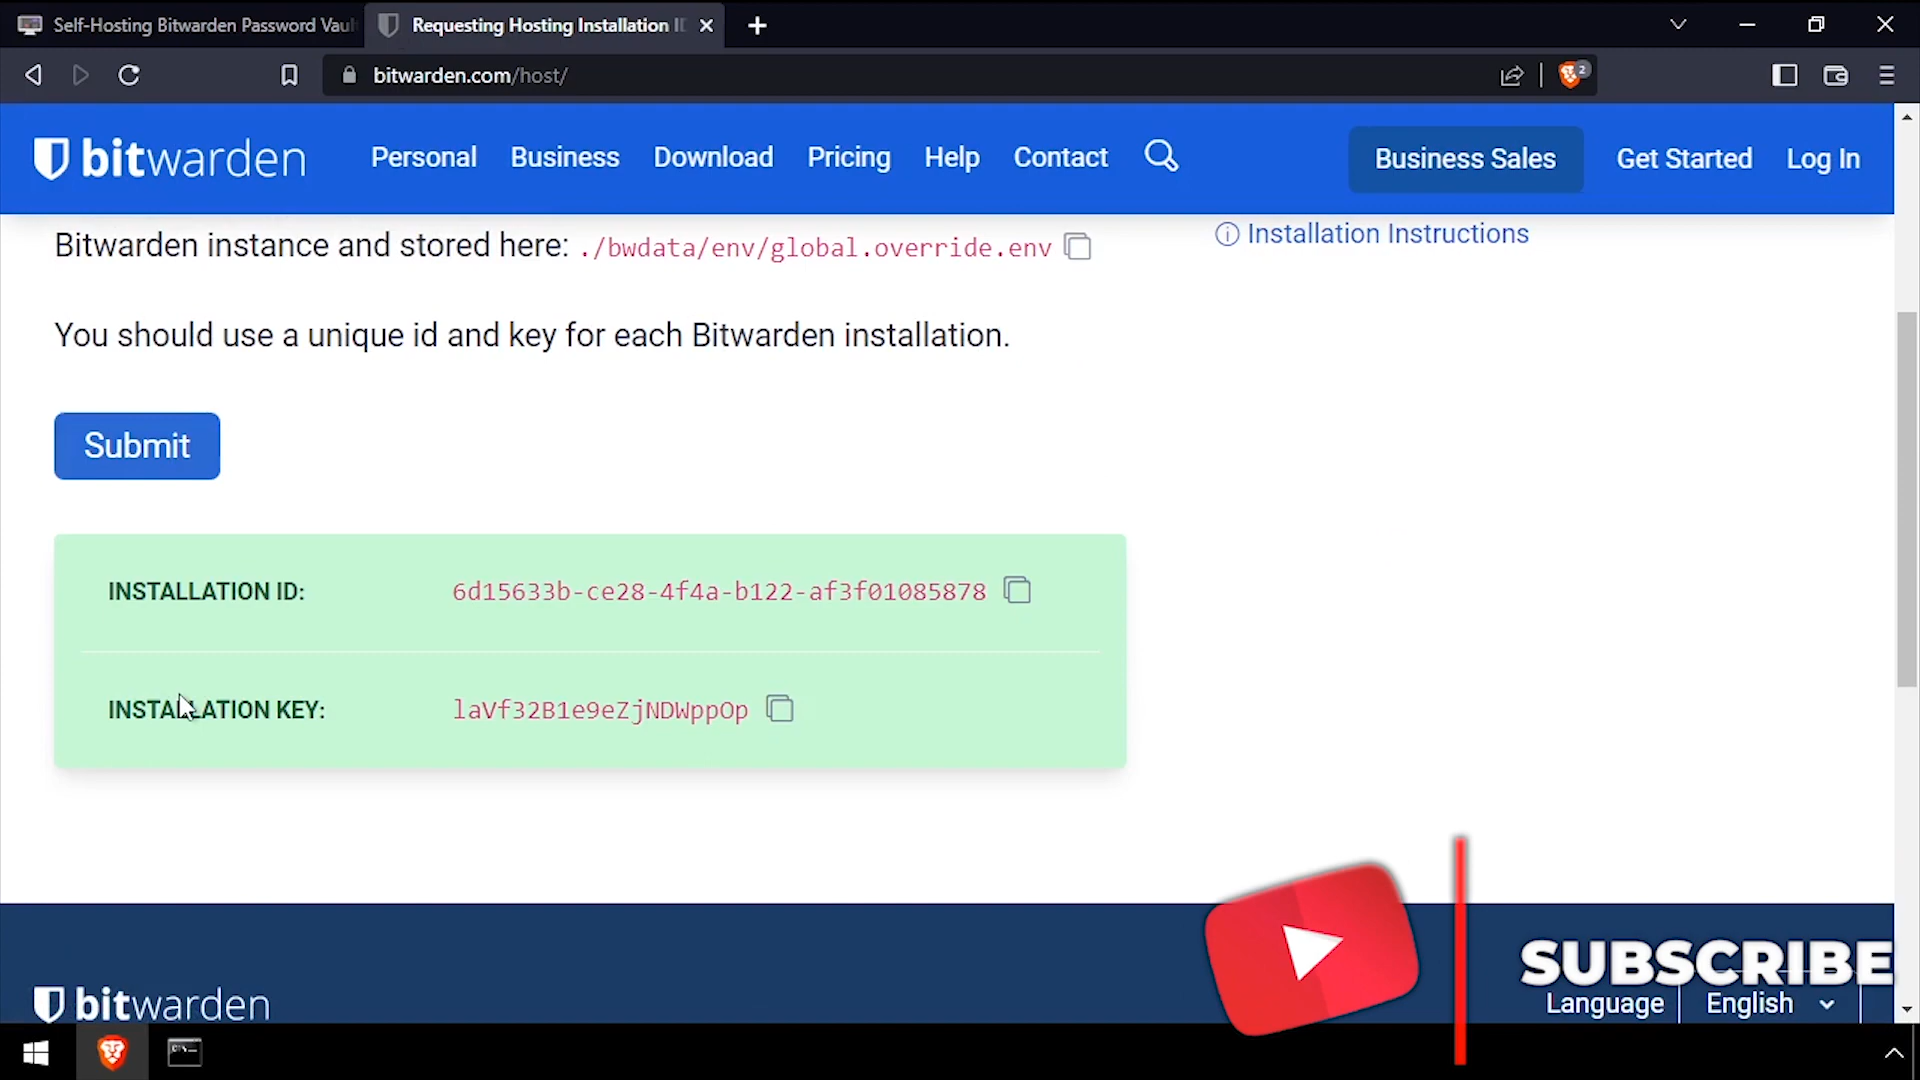 Self-Hosting Bitwarden Password Vau
Requesting Hosting Installation I
bitwarden.com/host/
2
bitwarden
Personal
Business
Download
Pricing
Help
Contact
Business Sales
Get Started
Log In
Bitwarden instance and stored here: ./bwdata/env/global.override.env
Installation Instructions
You should use a unique id and key for each Bitwarden installation.
Submit
INSTALLATION ID: 6d15633b-ce28-4f4a-b122-af3f01085878
INSTALLATION KEY: laVf32B1e9eZjNDWppOp
SUBSCRIBE
bitwarden
Language
English